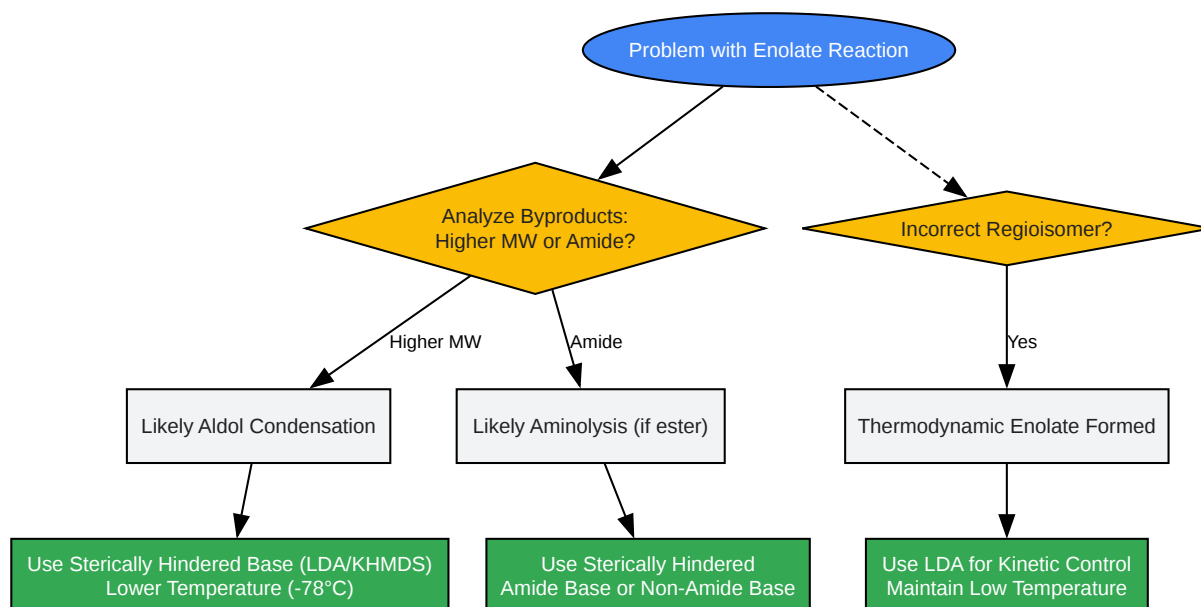 Problem with Enolate Reaction
Analyze Byproducts:
Higher MW or Amide?
Incorrect Regioisomer?
Higher MW
Amide
Yes
Likely Aldol Condensation
Likely Aminolysis (if ester)
Thermodynamic Enolate Formed
Use Sterically Hindered Base (LDA/KHMDS)
Lower Temperature (-78°C)
Use Sterically Hindered
Amide Base or Non-Amide Base
Use LDA for Kinetic Control
Maintain Low Temperature